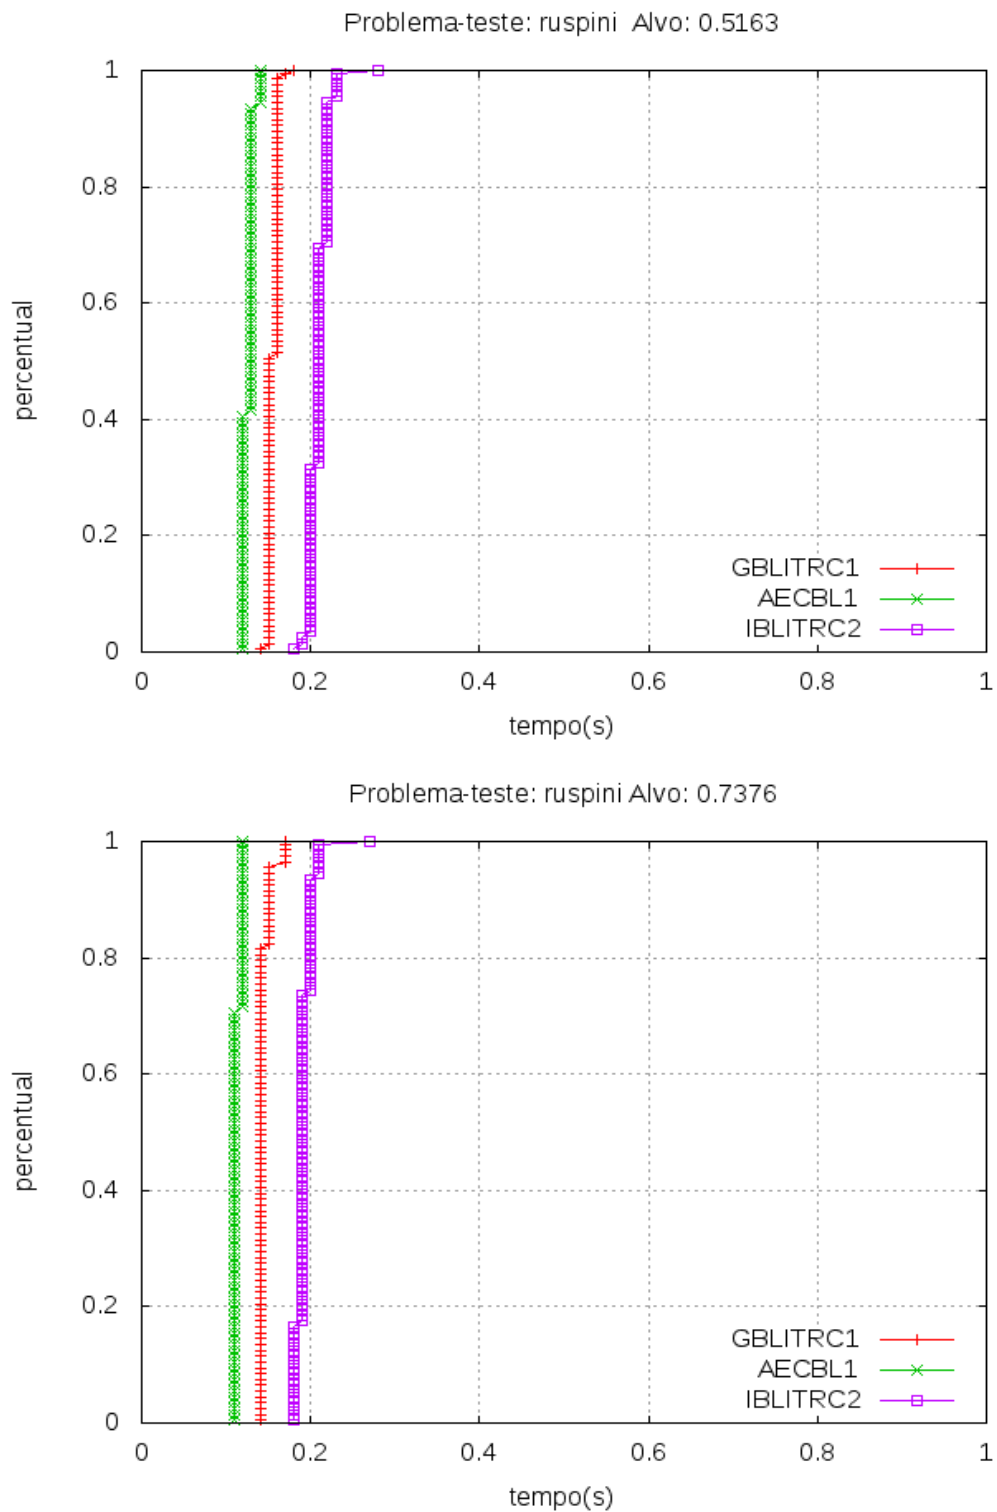 Problema-teste: ruspini  Alvo: 0.5163
1
0.8
0.6
0.4
0.2
0
percentual
GBLITRC1
AECBL1
IBLITRC2
0 0.2 0.4 0.6 0.8 1
tempo(s)
Problema-teste: ruspini Alvo: 0.7376
1
0.8
0.6
0.4
0.2
0
percentual
GBLITRC1
AECBL1
IBLITRC2
0 0.2 0.4 0.6 0.8 1
tempo(s)